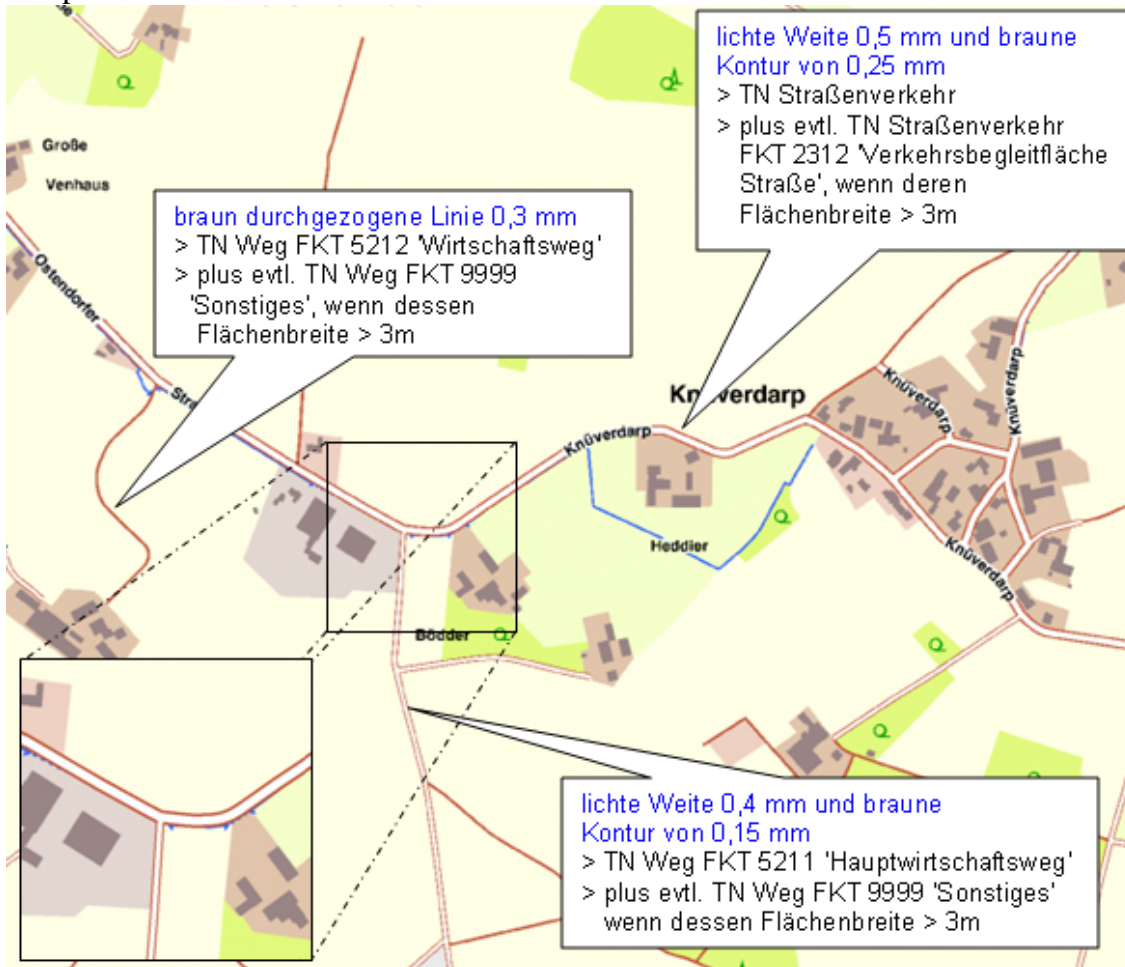 lichte Weite 0,5 mm und braune
Kontur von 0,25 mm
> TN Straßenverkehr
> plus evtl. TN Straßenverkehr
FKT 2312 'Verkehrsbegleitfläche
Straße', wenn deren
Flächenbreite > 3m
Große
Venhaus
braun durchgezogene Linie 0,3 mm
> TN Weg FKT 5212 'Wirtschaftsweg'
> plus evtl. TN Weg FKT 9999
'Sonstiges', wenn dessen
Flächenbreite > 3m
Ostendorfer
Stra
Knüverdarp
Knüverdarp
Knüverdarp
Knüverdarp
Knüverdarp
Heddier
Bödder
lichte Weite 0,4 mm und braune
Kontur von 0,15 mm
> TN Weg FKT 5211 'Hauptwirtschaftsweg'
> plus evtl. TN Weg FKT 9999 'Sonstiges'
wenn dessen Flächenbreite > 3m